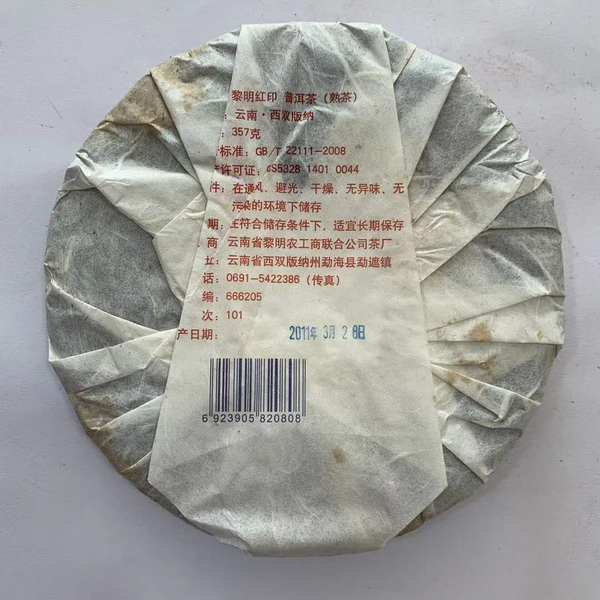 黎明红印 普洱茶（熟茶）
：云南·西双版纳
：357克
标准：GB/T 22111-2008
许可证：QS5328 1401 0044
件：在通风、避光、干燥、无异味、无
污染的环境下储存
期：在符合储存条件下，适宜长期保存
商：云南省黎明农工商联合公司茶厂
址：云南省西双版纳州勐海县勐遮镇
话：0691-5422386（传真）
编：666205
次：101
产日期： 2011年 3月 28日
6 923905 820808